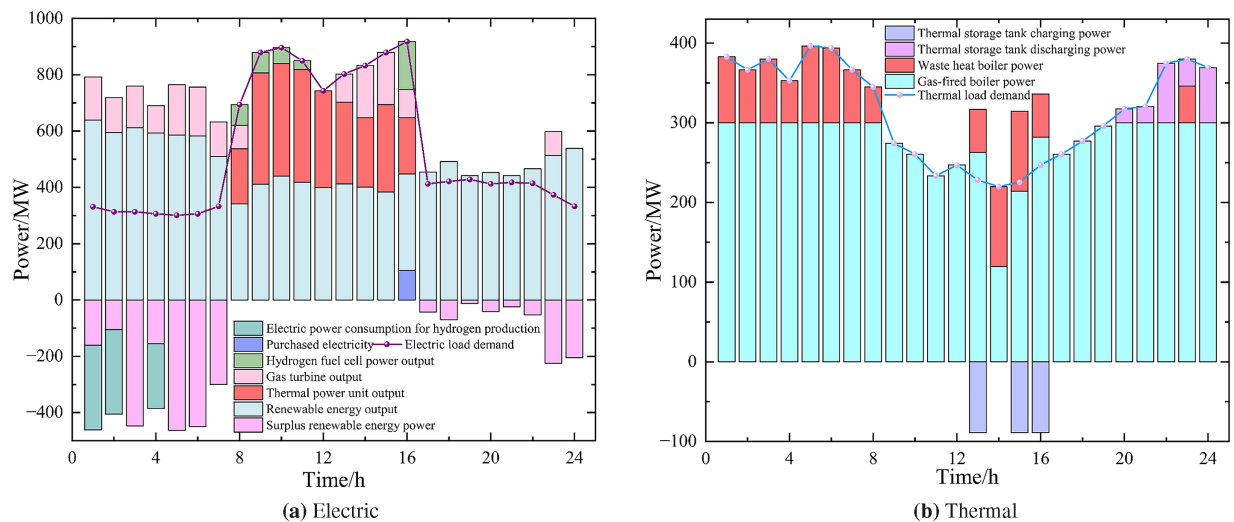 1000
800
600
400
200
0
−200
−400
Power/MW
Electric power consumption for hydrogen production
Purchased electricity
Electric load demand
Hydrogen fuel cell power output
Gas turbine output
Thermal power unit output
Renewable energy output
Surplus renewable energy power
0 4 8 12 16 20 24
Time/h
(a) Electric
400
300
200
100
0
−100
Power/MW
Thermal storage tank charging power
Thermal storage tank discharging power
Waste heat boiler power
Gas-fired boiler power
Thermal load demand
0 4 8 12 16 20 24
Time/h
(b) Thermal